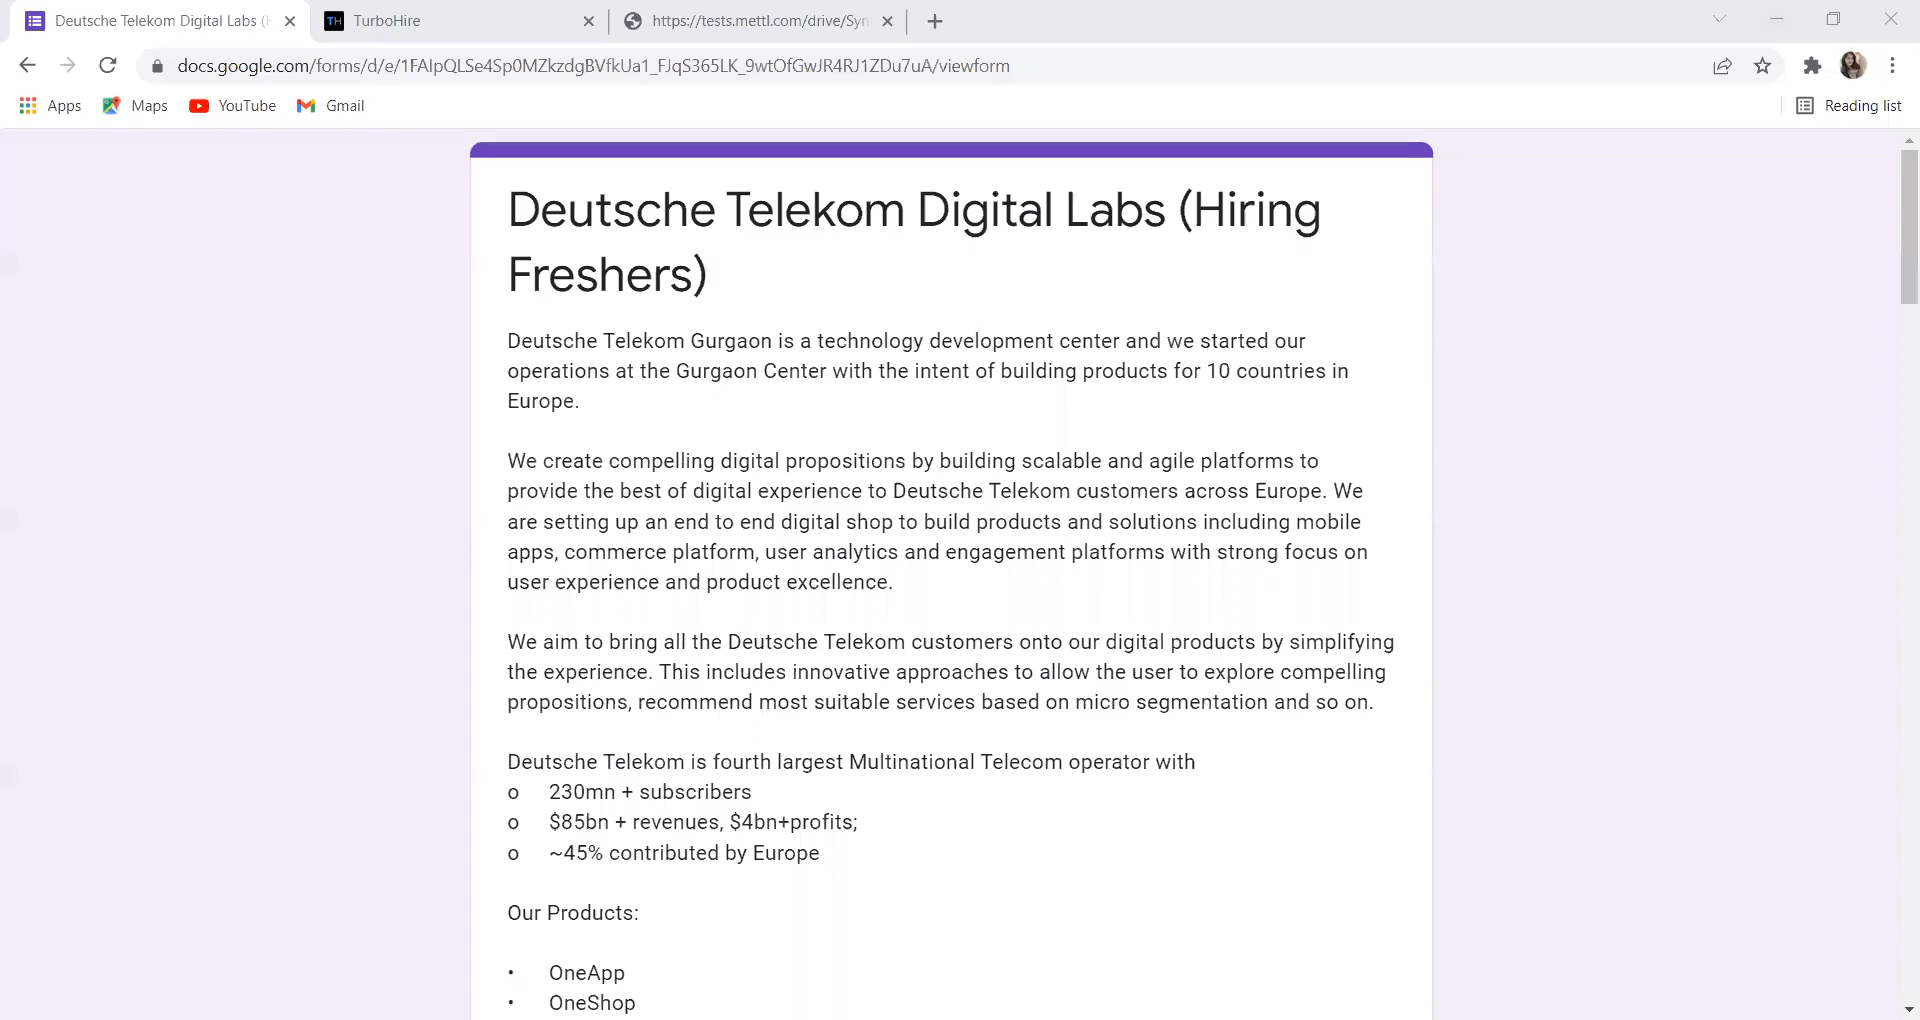 Deutsche Telekom Digital Labs (H
TurboHire
https://tests.mettl.com/drive/Syn
docs.google.com/forms/d/e/1FAIpQLSe4Sp0MZkzdgBVfkUa1_FJqS365LK_9wtOfGwJR4RJ1ZDu7uA/viewform
Apps
Maps
YouTube
Gmail
Reading list
Deutsche Telekom Digital Labs (Hiring
Freshers)
Deutsche Telekom Gurgaon is a technology development center and we started our
operations at the Gurgaon Center with the intent of building products for 10 countries in
Europe.
We create compelling digital propositions by building scalable and agile platforms to
provide the best of digital experience to Deutsche Telekom customers across Europe. We
are setting up an end to end digital shop to build products and solutions including mobile
apps, commerce platform, user analytics and engagement platforms with strong focus on
user experience and product excellence.
We aim to bring all the Deutsche Telekom customers onto our digital products by simplifying
the experience. This includes innovative approaches to allow the user to explore compelling
propositions, recommend most suitable services based on micro segmentation and so on.
Deutsche Telekom is fourth largest Multinational Telecom operator with
o 230mn + subscribers
o $85bn + revenues, $4bn+profits;
o ~45% contributed by Europe
Our Products:
• OneApp
• OneShop